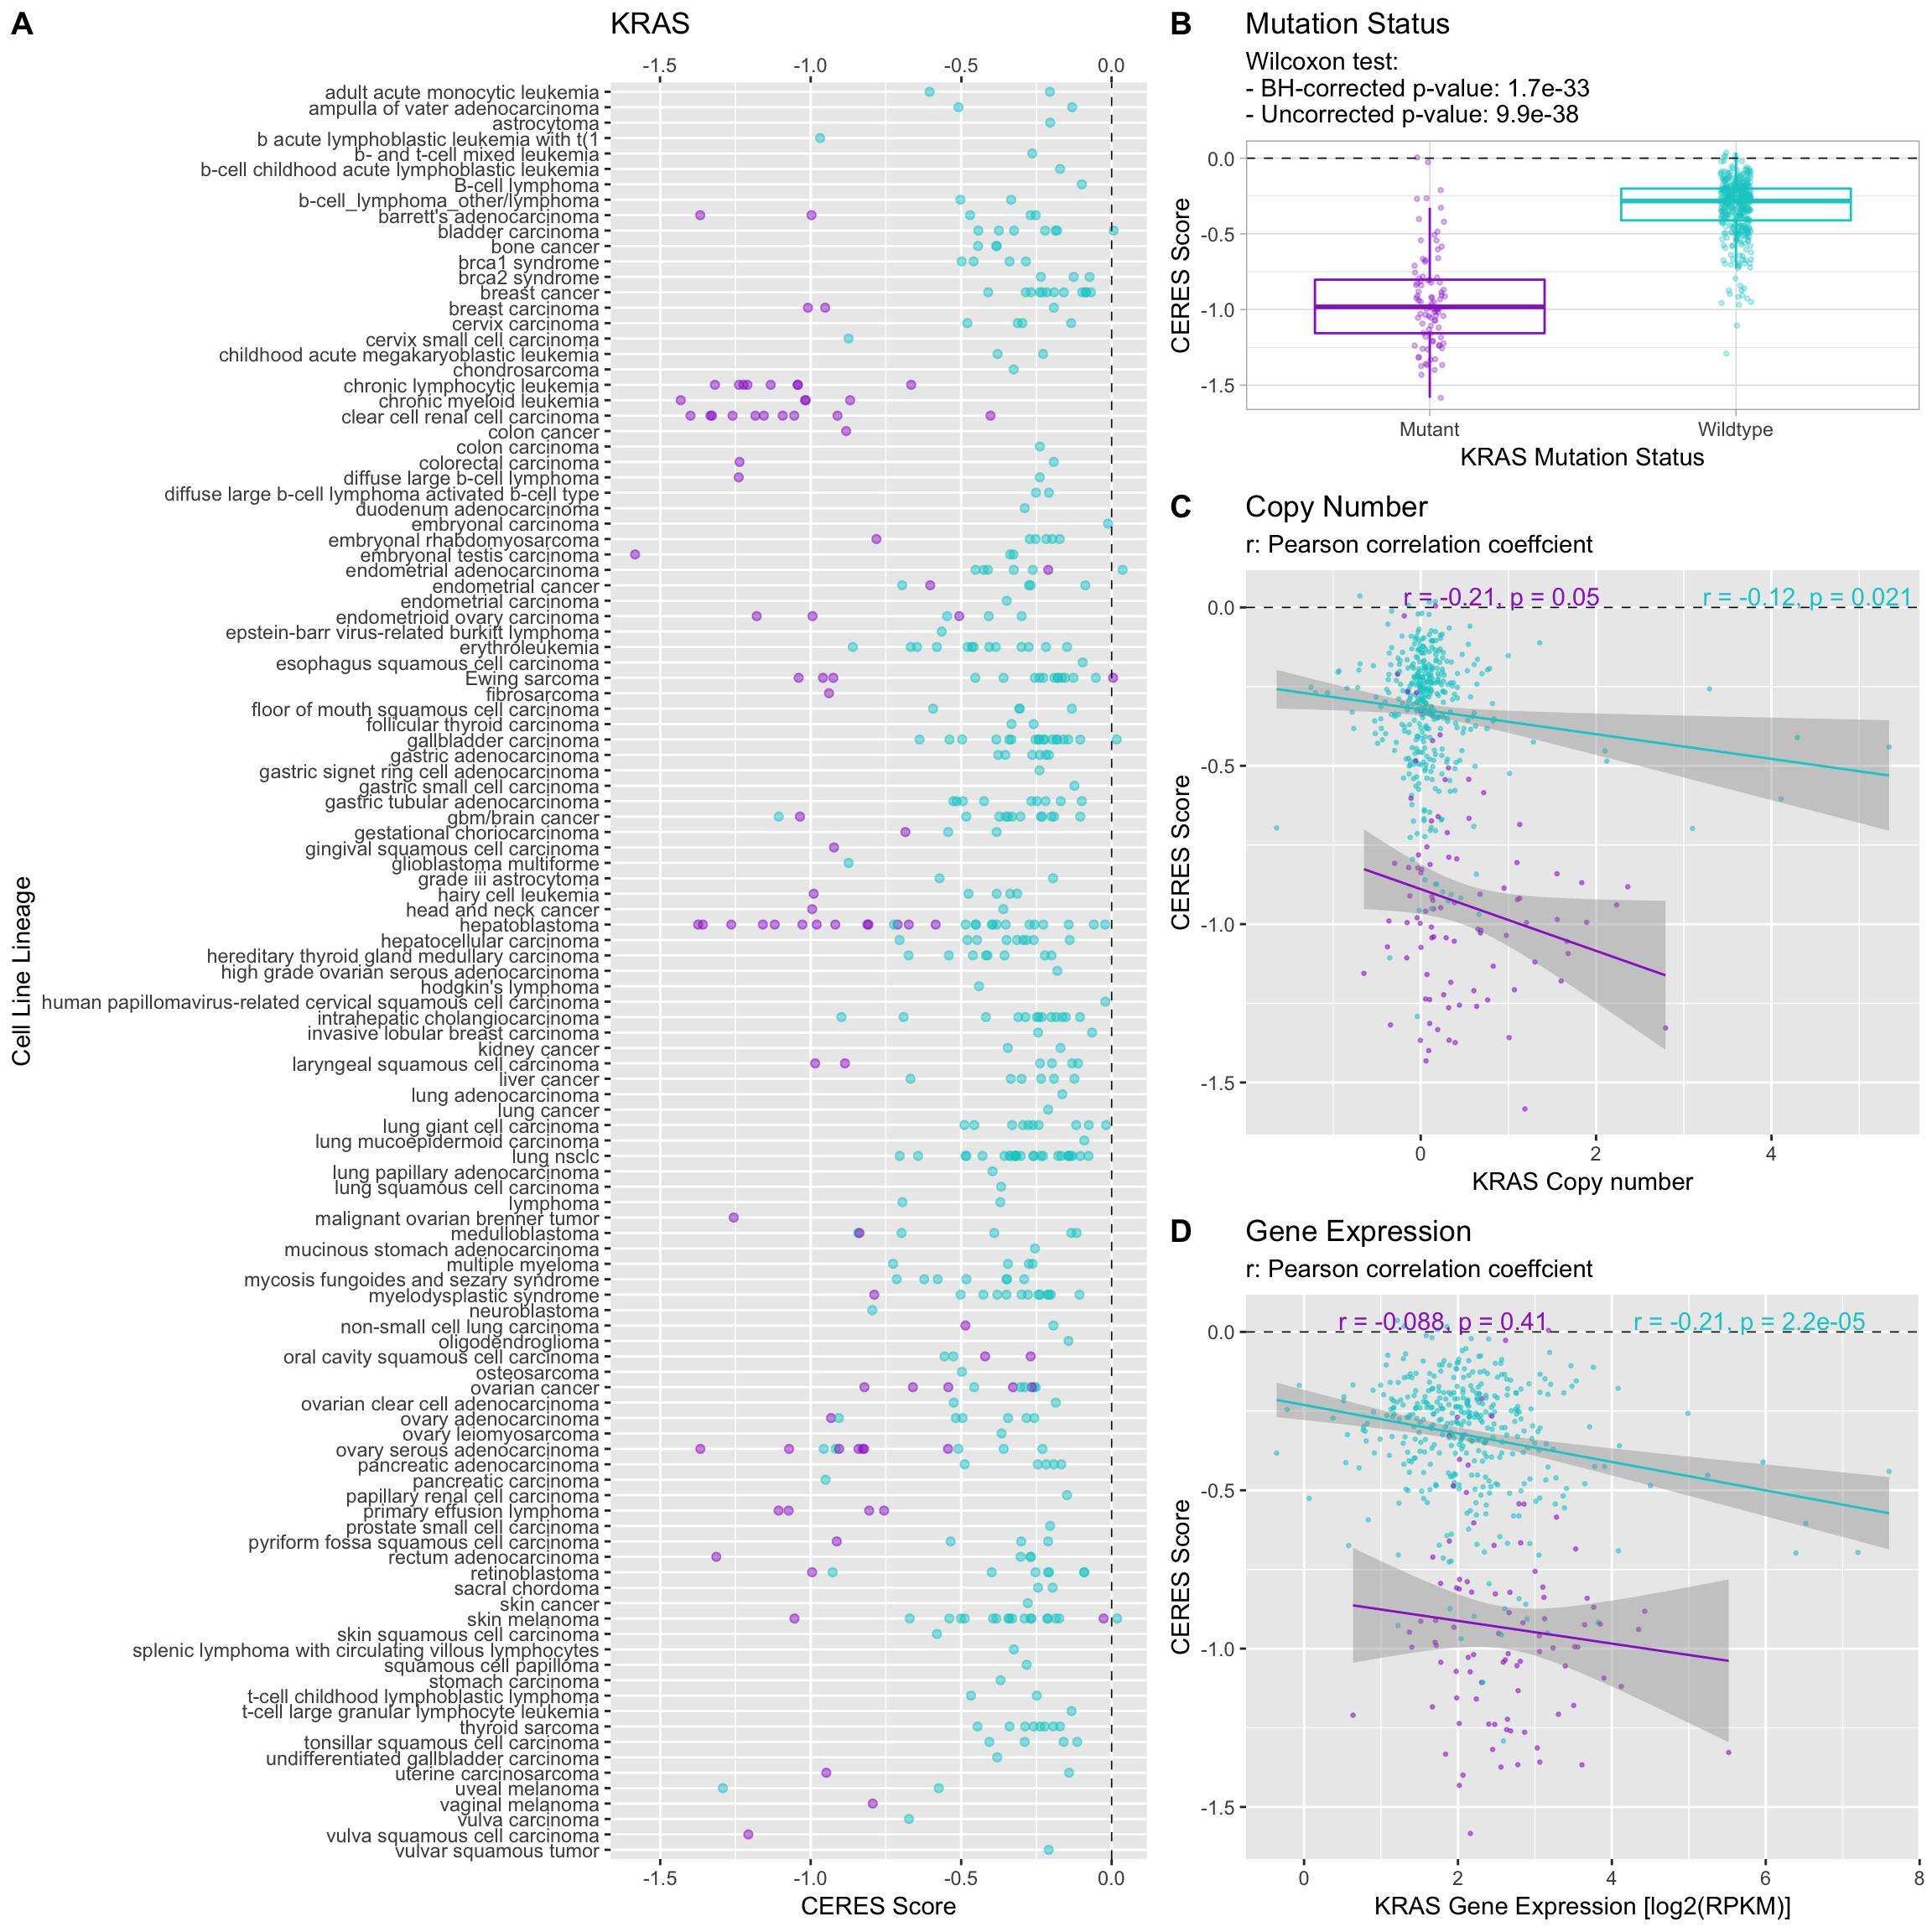 A
KRAS
-1.5 -1.0 -0.5 0.0
Cell Line Lineage
adult acute monocytic leukemia
ampulla of vater adenocarcinoma
astrocytoma
b acute lymphoblastic leukemia with t(1
b- and t-cell mixed leukemia
b-cell childhood acute lymphoblastic leukemia
B-cell lymphoma
b-cell_lymphoma_other/lymphoma
barrett's adenocarcinoma
bladder carcinoma
bone cancer
brca1 syndrome
brca2 syndrome
breast cancer
breast carcinoma
cervix carcinoma
cervix small cell carcinoma
childhood acute megakaryoblastic leukemia
chondrosarcoma
chronic lymphocytic leukemia
chronic myeloid leukemia
clear cell renal cell carcinoma
colon cancer
colon carcinoma
colorectal carcinoma
diffuse large b-cell lymphoma
diffuse large b-cell lymphoma activated b-cell type
duodenum adenocarcinoma
embryonal carcinoma
embryonal rhabdomyosarcoma
embryonal testis carcinoma
endometrial adenocarcinoma
endometrial cancer
endometrial carcinoma
endometrioid ovary carcinoma
epstein-barr virus-related burkitt lymphoma
erythroleukemia
esophagus squamous cell carcinoma
Ewing sarcoma
fibrosarcoma
floor of mouth squamous cell carcinoma
follicular thyroid carcinoma
gallbladder carcinoma
gastric adenocarcinoma
gastric signet ring cell adenocarcinoma
gastric small cell carcinoma
gastric tubular adenocarcinoma
gbm/brain cancer
gestational choriocarcinoma
gingival squamous cell carcinoma
glioblastoma multiforme
grade iii astrocytoma
hairy cell leukemia
head and neck cancer
hepatoblastoma
hepatocellular carcinoma
hereditary thyroid gland medullary carcinoma
high grade ovarian serous adenocarcinoma
hodgkin's lymphoma
human papillomavirus-related cervical squamous cell carcinoma
intrahepatic cholangiocarcinoma
invasive lobular breast carcinoma
kidney cancer
laryngeal squamous cell carcinoma
liver cancer
lung adenocarcinoma
lung cancer
lung giant cell carcinoma
lung mucoepidermoid carcinoma
lung nsclc
lung papillary adenocarcinoma
lung squamous cell carcinoma
lymphoma
malignant ovarian brenner tumor
medulloblastoma
mucinous stomach adenocarcinoma
multiple myeloma
mycosis fungoides and sezary syndrome
myelodysplastic syndrome
neuroblastoma
non-small cell lung carcinoma
oligodendroglioma
oral cavity squamous cell carcinoma
osteosarcoma
ovarian cancer
ovarian clear cell adenocarcinoma
ovary adenocarcinoma
ovary leiomyosarcoma
ovary serous adenocarcinoma
pancreatic adenocarcinoma
pancreatic carcinoma
papillary renal cell carcinoma
primary effusion lymphoma
prostate small cell carcinoma
pyriform fossa squamous cell carcinoma
rectum adenocarcinoma
retinoblastoma
sacral chordoma
skin cancer
skin melanoma
skin squamous cell carcinoma
splenic lymphoma with circulating villous lymphocytes
squamous cell papilloma
stomach carcinoma
t-cell childhood lymphoblastic lymphoma
t-cell large granular lymphocyte leukemia
thyroid sarcoma
tonsillar squamous cell carcinoma
undifferentiated gallbladder carcinoma
uterine carcinosarcoma
uveal melanoma
vaginal melanoma
vulva carcinoma
vulva squamous cell carcinoma
vulvar squamous tumor
-1.5 -1.0 -0.5 0.0
CERES Score
B
Mutation Status
Wilcoxon test:
- BH-corrected p-value: 1.7e-33
- Uncorrected p-value: 9.9e-38
CERES Score
0.0
-0.5
-1.0
-1.5
Mutant Wildtype
KRAS Mutation Status
C
Copy Number
r: Pearson correlation coeffcient
r = -0.21, p = 0.05 r = -0.12, p = 0.021
CERES Score
0.0
-0.5
-1.0
-1.5
0 2 4
KRAS Copy number
D
Gene Expression
r: Pearson correlation coeffcient
r = -0.088, p = 0.41 r = -0.21, p = 2.2e-05
CERES Score
0.0
-0.5
-1.0
-1.5
0 2 4 6 8
KRAS Gene Expression [log2(RPKM)]